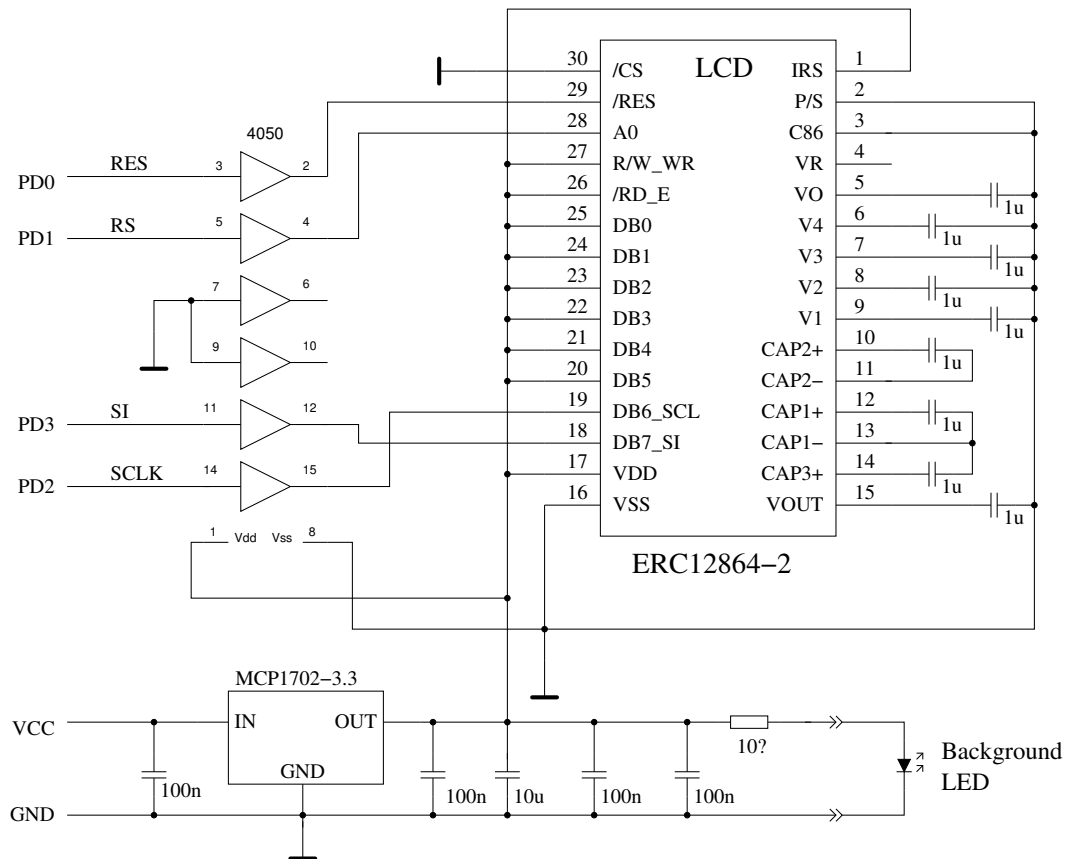 LCD
30 /CS IRS 1
29 /RES P/S 2
28 A0 C86 3
27 R/W_WR VR 4
26 /RD_E VO 5 1u
25 DB0 V4 6 1u
24 DB1 V3 7 1u
23 DB2 V2 8 1u
22 DB3 V1 9 1u
21 DB4 CAP2+ 10 1u
20 DB5 CAP2− 11
19 DB6_SCL CAP1+ 12 1u
18 DB7_SI CAP1− 13
17 VDD CAP3+ 14 1u
16 VSS VOUT 15 1u
ERC12864−2
4050
PD0 RES 3 2
PD1 RS 5 4
7 6
9 10
PD3 SI 11 12
PD2 SCLK 14 15
1 Vdd Vss 8
MCP1702−3.3
VCC IN OUT 10?
GND
100n 100n 10u 100n 100n
GND
Background
LED